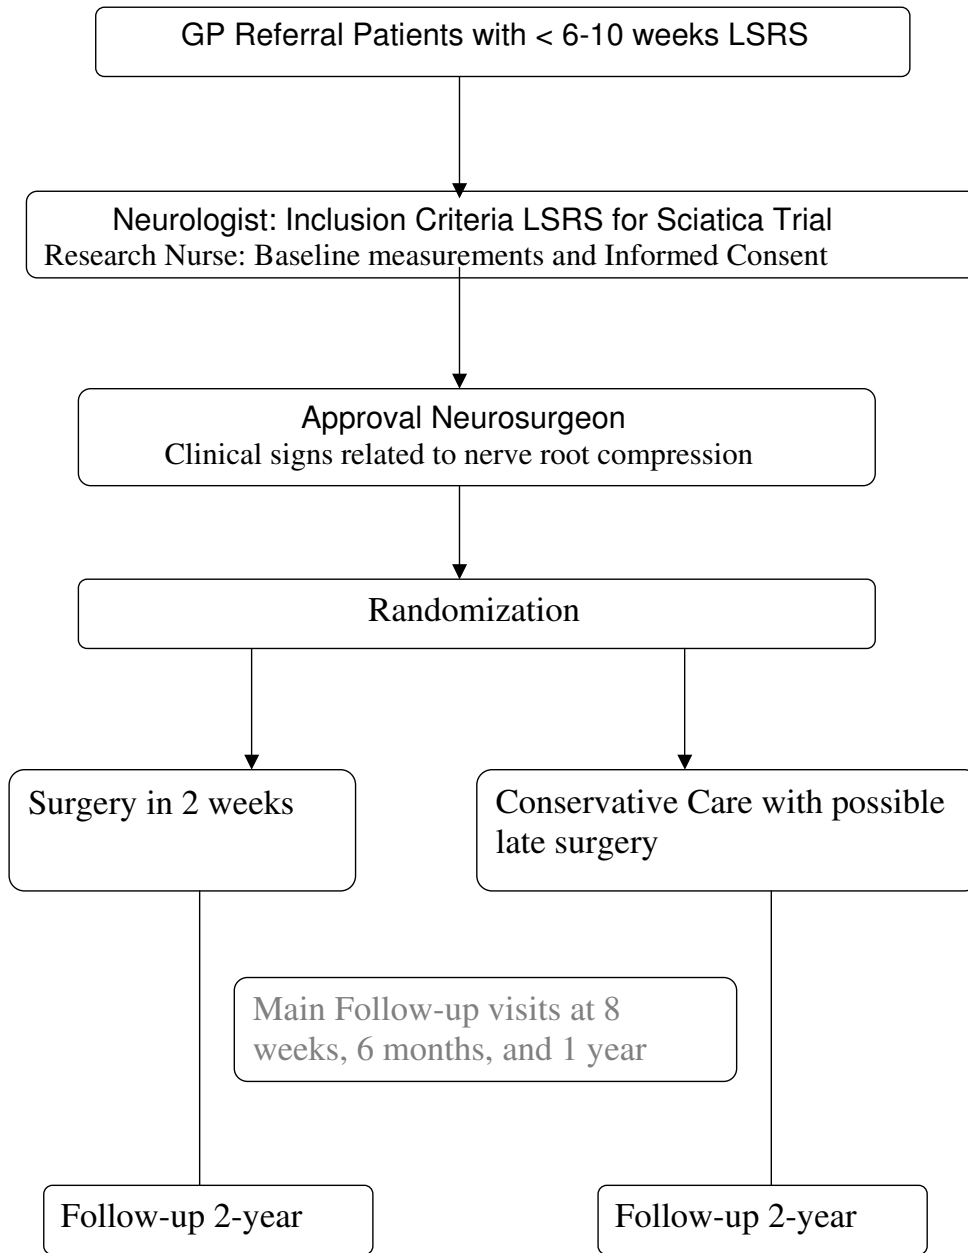 GP Referral Patients with < 6-10 weeks LSRS
Neurologist: Inclusion Criteria LSRS for Sciatica Trial
Research Nurse: Baseline measurements and Informed Consent
Approval Neurosurgeon
Clinical signs related to nerve root compression
Randomization
Surgery in 2 weeks
Conservative Care with possible
late surgery
Main Follow-up visits at 8
weeks, 6 months, and 1 year
Follow-up 2-year
Follow-up 2-year